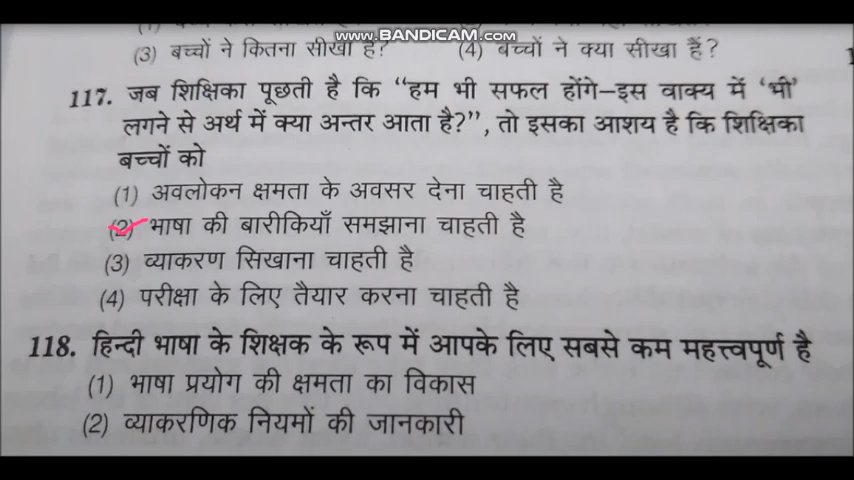 www.BANDICAM.com
(3) बच्चों ने कितना सीखा है? (4) बच्चों ने क्या सीखा है?
117. जब शिक्षिका पूछती है कि “हम भी सफल होंगे–इस वाक्य में ‘भी’
लगने से अर्थ में क्या अन्तर आता है?”, तो इसका आशय है कि शिक्षिका
बच्चों को
(1) अवलोकन क्षमता के अवसर देना चाहती है
(2) भाषा की बारीकियाँ समझाना चाहती है
(3) व्याकरण सिखाना चाहती है
(4) परीक्षा के लिए तैयार करना चाहती है
118. हिन्दी भाषा के शिक्षक के रूप में आपके लिए सबसे कम महत्त्वपूर्ण है
(1) भाषा प्रयोग की क्षमता का विकास
(2) व्याकरणिक नियमों की जानकारी